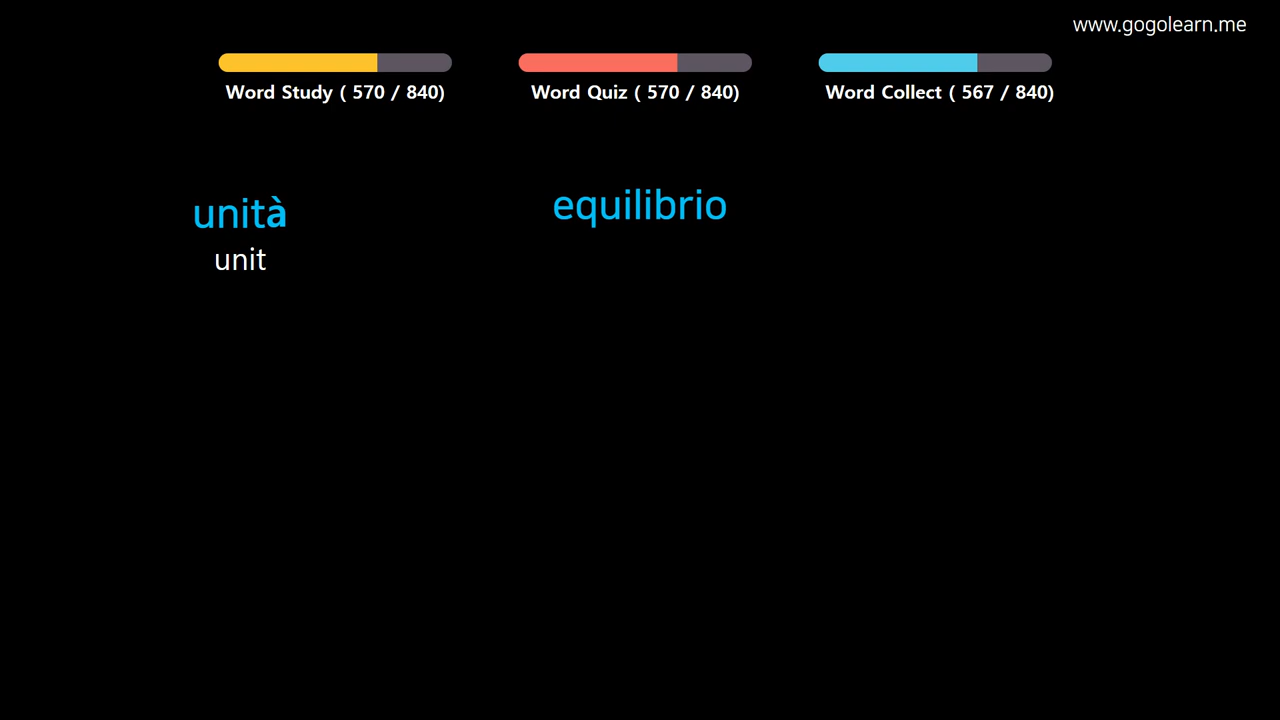 www.gogolearn.me
Word Study ( 570 / 840)
Word Quiz ( 570 / 840)
Word Collect ( 567 / 840)
unità
unit
equilibrio